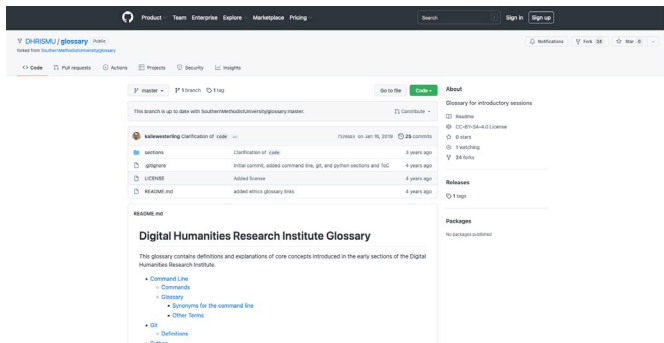 Product Team Enterprise Explore Marketplace Pricing Search / Sign in Sign up
DHRISMU / glossary Public
forked from SouthernMethodistUniversity/glossary
Notifications Fork 24 Star 0
Code Pull requests Actions Projects Security Insights
master 1 branch 1 tag Go to file Code
This branch is up to date with SouthernMethodistUniversity/glossary:master. Contribute
kallewesterling Clarification of code ... on Jan 16, 2019 25 commits
sections Clarification of code 3 years ago
.gitignore Initial commit, added command line, git, and python sections and ToC 4 years ago
LICENSE Added license 4 years ago
README.md added ethics glossary links 4 years ago
README.md
Digital Humanities Research Institute Glossary
This glossary contains definitions and explanations of core concepts introduced in the early sections of the Digital
Humanities Research Institute.
Command Line
Commands
Glossary
Synonyms for the command line
Other Terms
Git
Definitions
Python
About
Glossary for introductory sessions
Readme
CC-BY-SA-4.0 License
0 stars
1 watching
24 forks
Releases
1 tags
Packages
No packages published